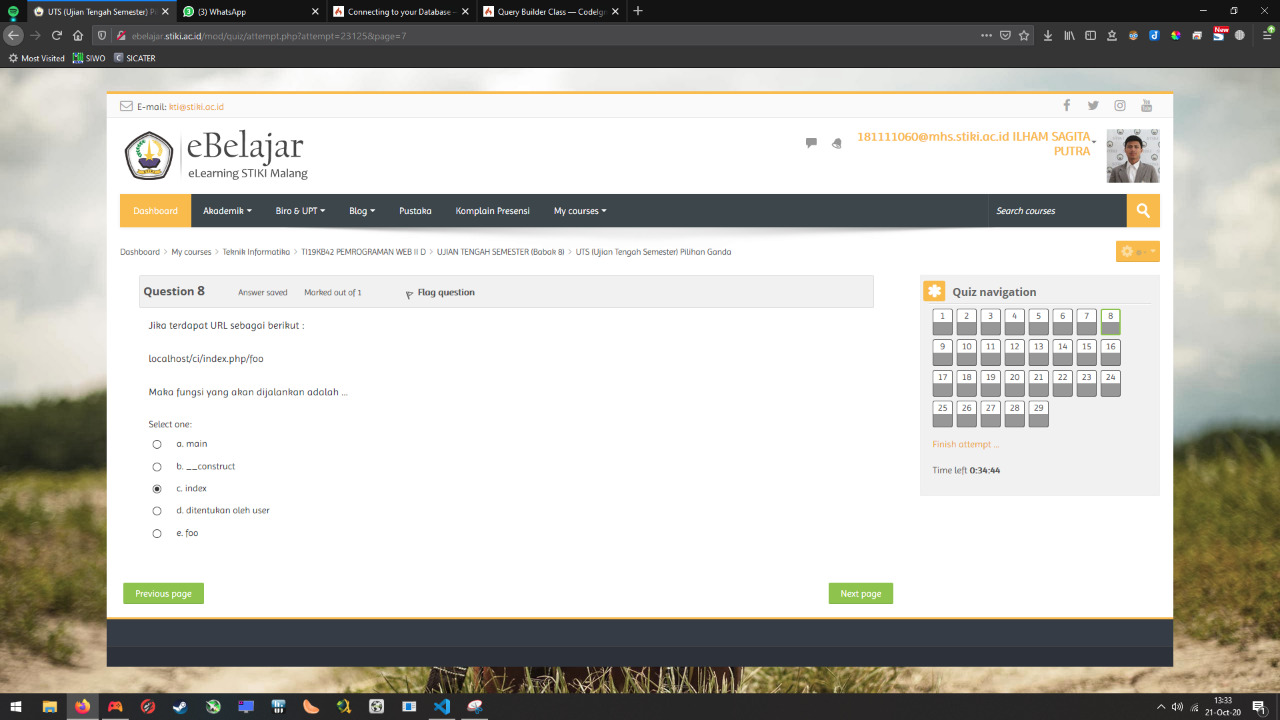 UTS (Ujian Tengah Semester) Pi
(3) WhatsApp
Connecting to your Database —
Query Builder Class — CodeIg
ebelajar.stiki.ac.id/mod/quiz/attempt.php?attempt=23125&page=7
New
Most Visited
SIWO
SICATER
E-mail: kti@stiki.ac.id
eBelajar
eLearning STIKI Malang
181111060@mhs.stiki.ac.id ILHAM SAGITA
PUTRA
Dashboard
Akademik
Biro & UPT
Blog
Pustaka
Komplain Presensi
My courses
Search courses
Dashboard > My courses > Teknik Informatika > TI19KB42 PEMROGRAMAN WEB II D > UJIAN TENGAH SEMESTER (Babak 8) > UTS (Ujian Tengah Semester) Pilihan Ganda
Question 8
Answer saved
Marked out of 1
Flag question
Jika terdapat URL sebagai berikut :
localhost/ci/index.php/foo
Maka fungsi yang akan dijalankan adalah ...
Select one:
a. main
b. __construct
c. index
d. ditentukan oleh user
e. foo
Previous page
Next page
Quiz navigation
1 2 3 4 5 6 7 8
9 10 11 12 13 14 15 16
17 18 19 20 21 22 23 24
25 26 27 28 29
Finish attempt ...
Time left 0:34:44
13:33
21-Oct-20